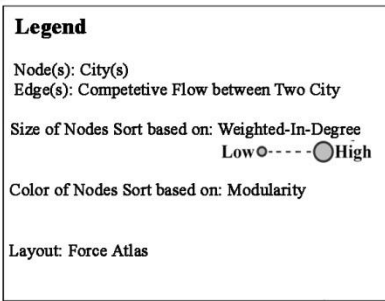 Legend
Node(s): City(s)
Edge(s): Competetive Flow between Two City
Size of Nodes Sort based on: Weighted-In-Degree
Low High
Color of Nodes Sort based on: Modularity
Layout: Force Atlas